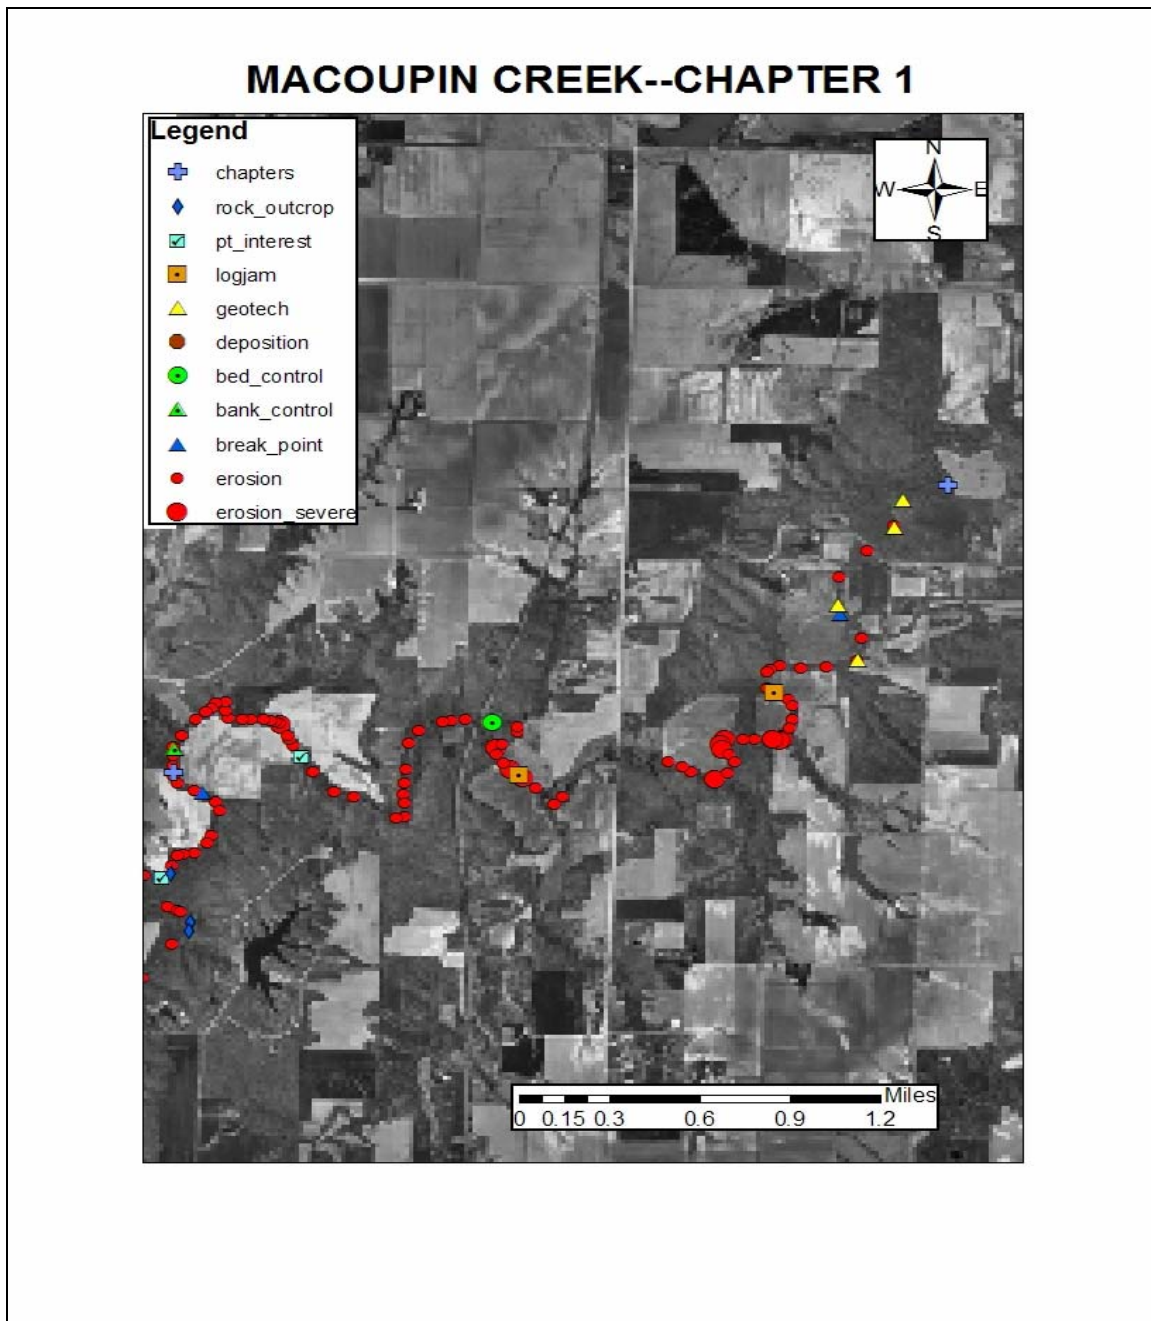 MACOUPIN CREEK--CHAPTER 1
Legend
chapters
rock_outcrop
pt_interest
logjam
geotech
deposition
bed_control
bank_control
break_point
erosion
erosion_severe
N
W E
S
Miles
0 0.15 0.3 0.6 0.9 1.2